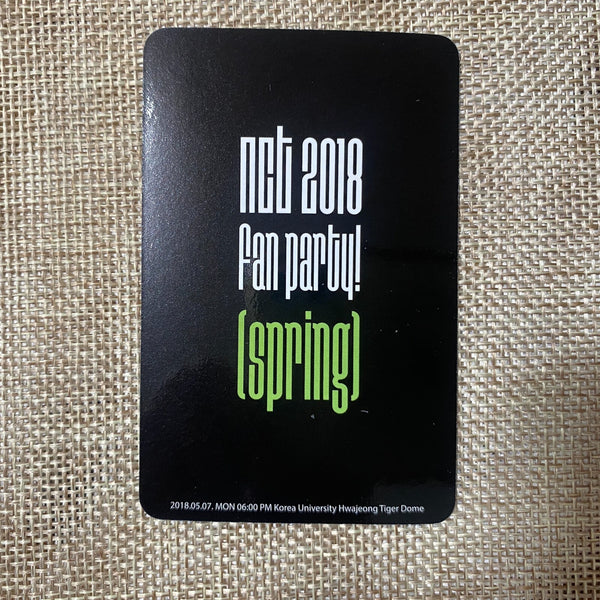 nct 2018
fan party!
(spring)
2018.05.07. MON 06:00 PM Korea University Hwajeong Tiger Dome